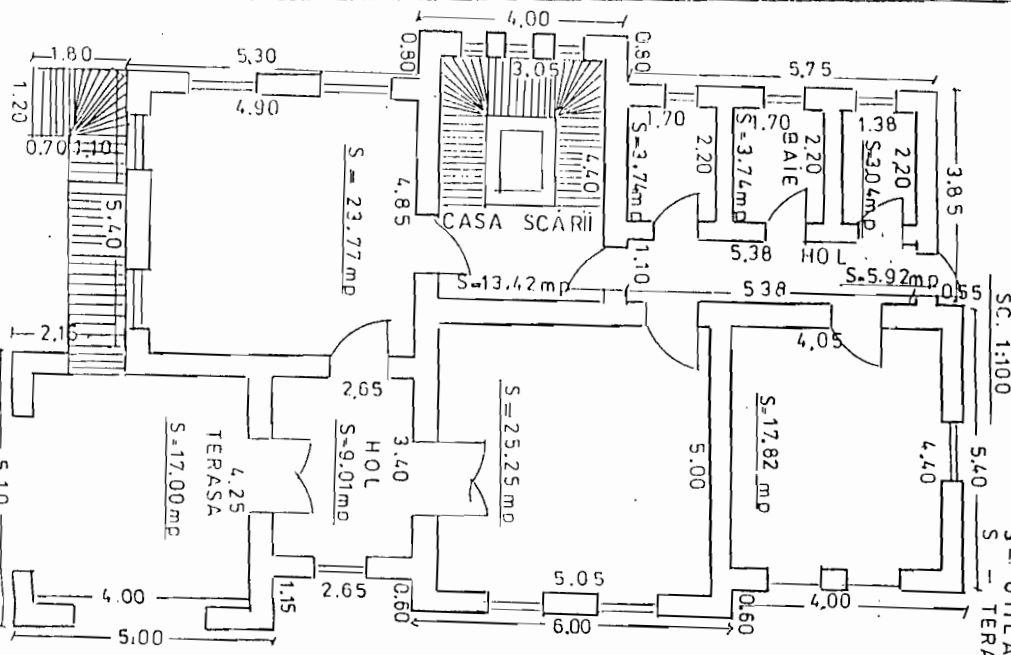 4,00
1.80
5,30
0.80
0.80
3.05
5.75
1.20
4.90
1.70
1.70
1.38
0.70
1.10
S= 23.77mp
4.40
S=3.74mp
2.20
S=3.74mp
BAIE
2.20
S=3.04mp
2,20
3.85
5.40
4.85
CASA SCĂRII
5,38
HOL
1.10
S=13.42mp
S=5.92mp
5.38
0.55
SC. 1:100
2,15
4,05
2,65
S=25.25mp
S=17.82 mp
3.40
HOL
S=9.01mp
4.25
TERASA
S=17.00mp
5.00
4.40
5.40
5.10
S - TERA
4.00
1.15
2.65
0.60
5.05
0.60
4,00
5.00
6.00